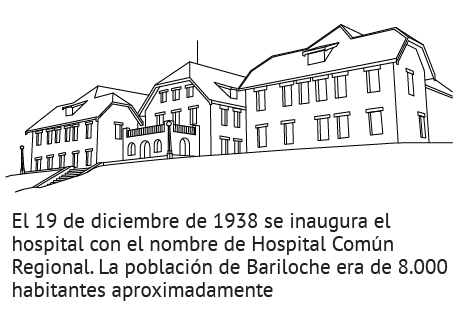 El 19 de diciembre de 1938 se inaugura el
hospital con el nombre de Hospital Común
Regional. La población de Bariloche era de 8.000
habitantes aproximadamente